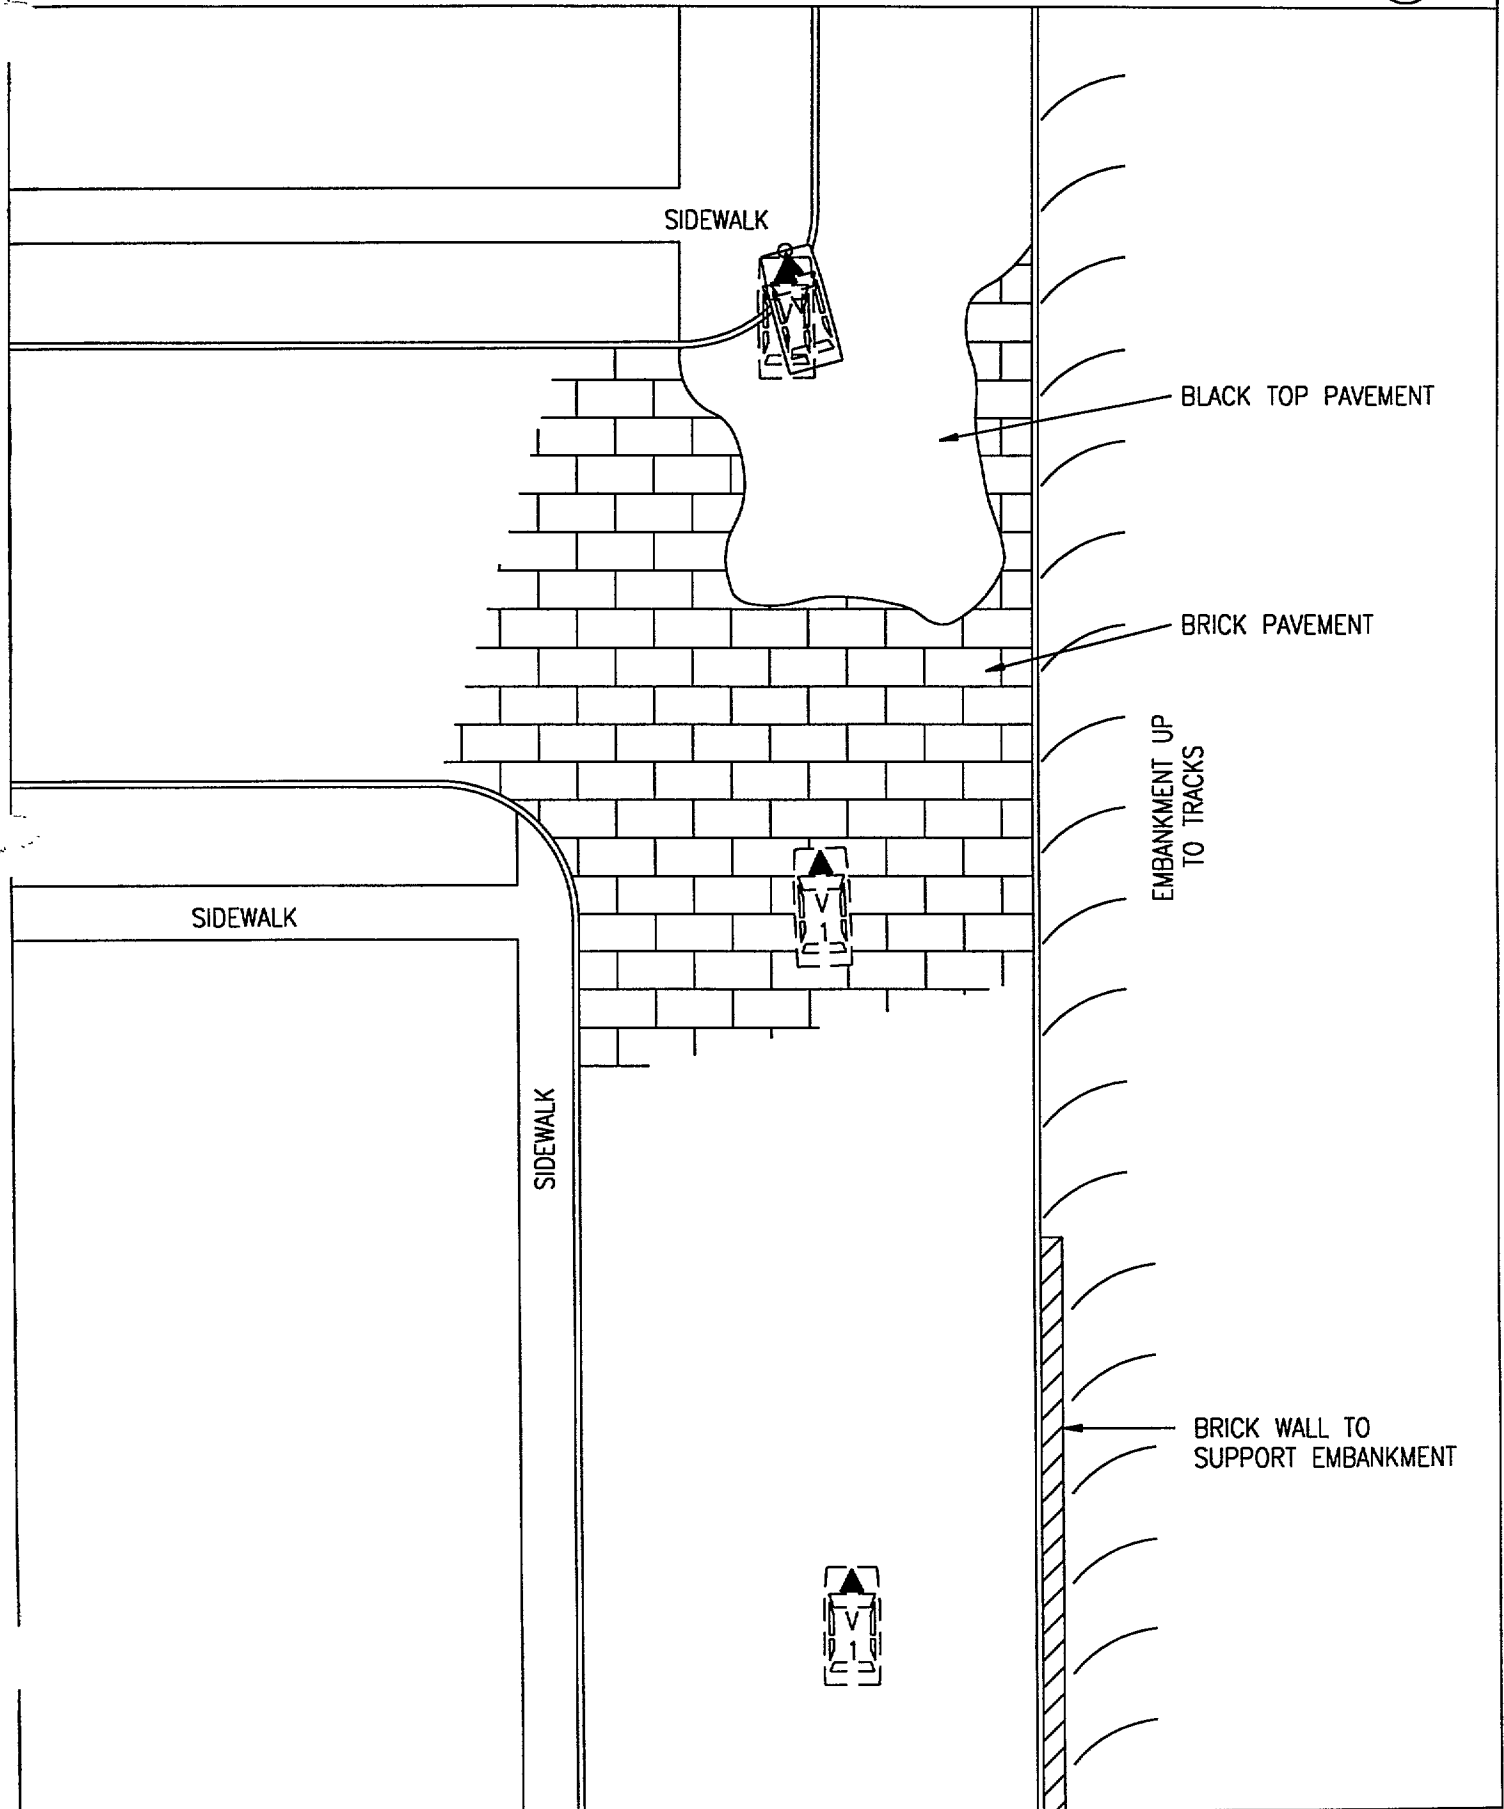 SIDEWALK
V
BLACK TOP PAVEMENT
BRICK PAVEMENT
EMBANKMENT UP
TO TRACKS
V
1
SIDEWALK
SIDEWALK
BRICK WALL TO
SUPPORT EMBANKMENT
V
1